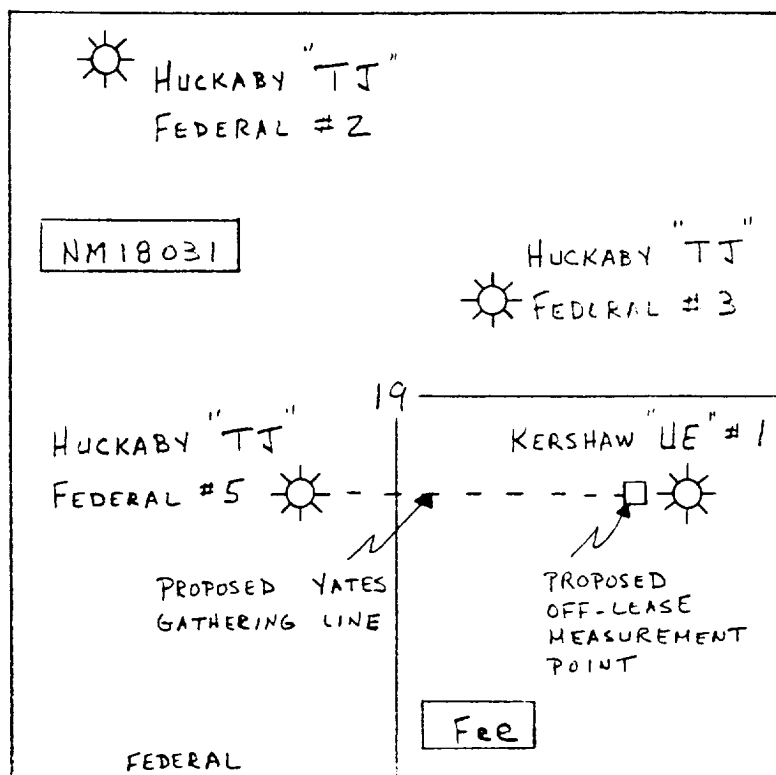 HUCKABY "TJ"
FEDERAL #2
NM18031
HUCKABY "TJ"
FEDERAL #3
19
HUCKABY "TJ"
FEDERAL #5
KERSHAW "UE" #1
PROPOSED YATES
GATHERING LINE
PROPOSED
OFF-LEASE
MEASUREMENT
POINT
Fee
FEDERAL